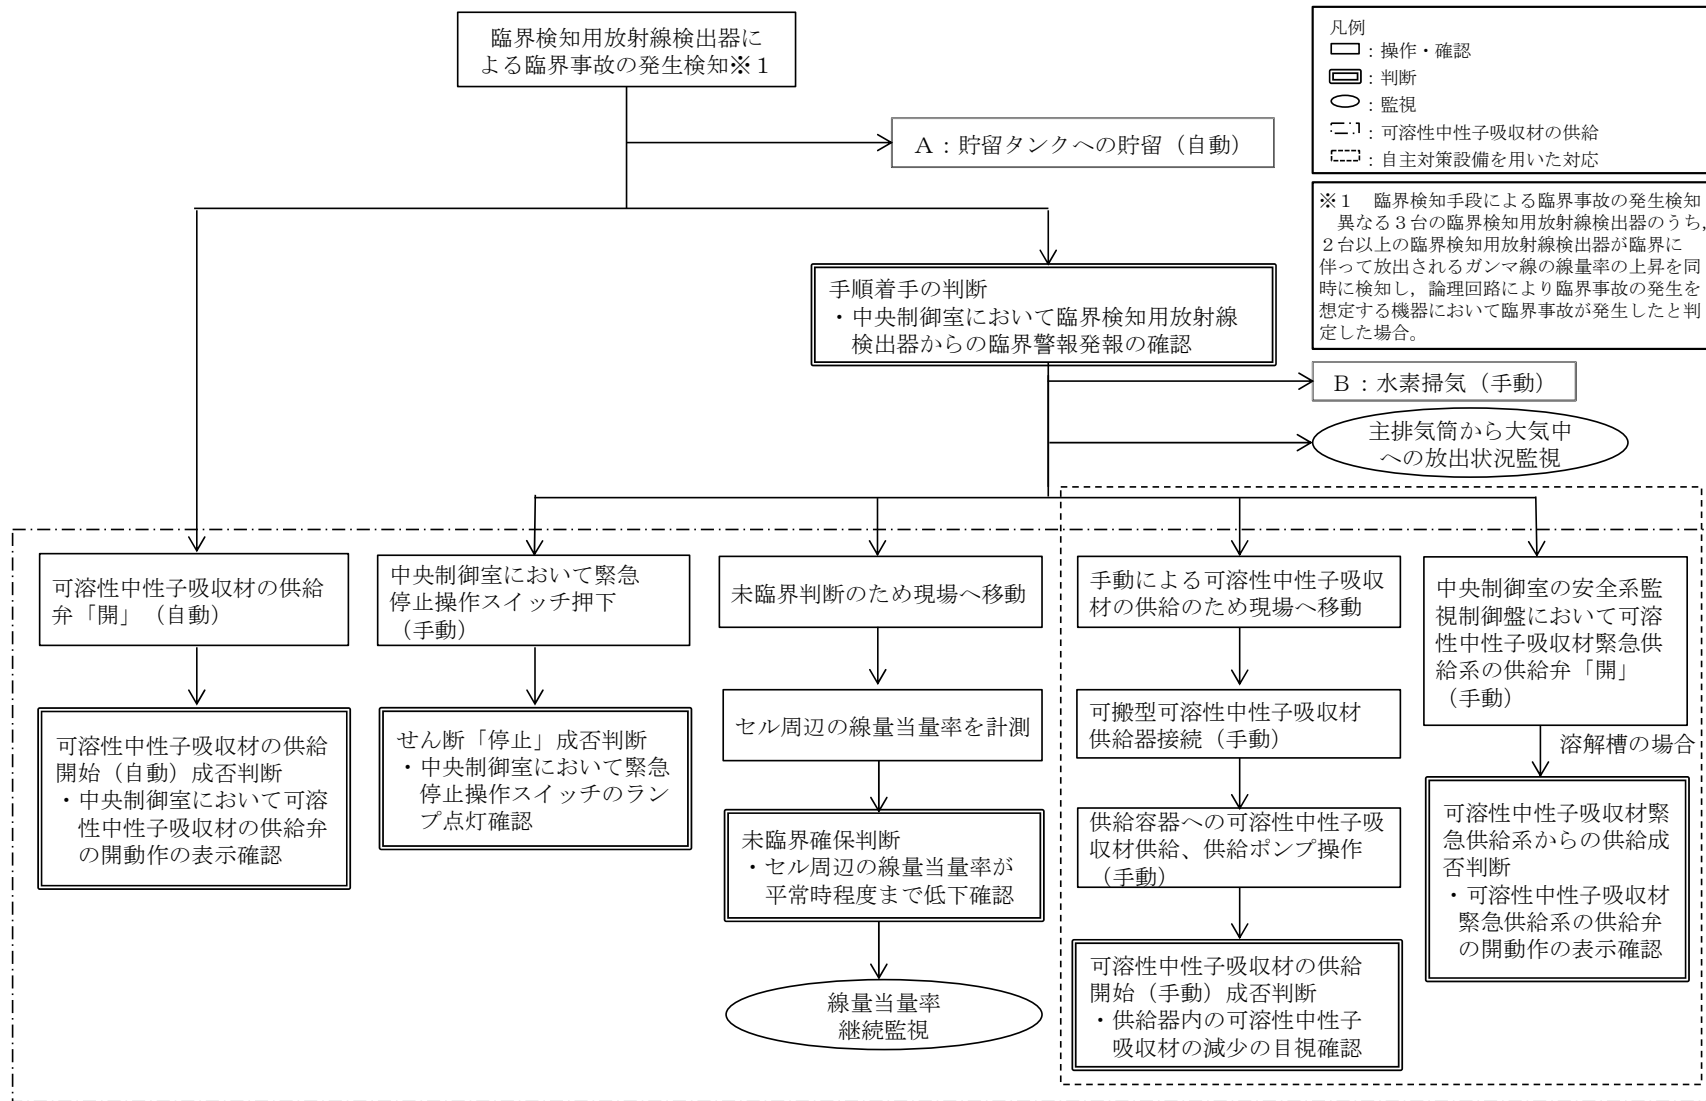 臨界検知用放射線検出器に
よる臨界事故の発生検知※１
A：貯留タンクへの貯留（自動）
凡例
：操作・確認
：判断
：監視
：可溶性中性子吸収材の供給
：自主対策設備を用いた対応
※１　臨界検知手段による臨界事故の発生検知
異なる３台の臨界検知用放射線検出器のうち，
２台以上の臨界検知用放射線検出器が臨界に
伴って放出されるガンマ線の線量率の上昇を同
時に検知し，論理回路により臨界事故の発生を
想定する機器において臨界事故が発生したと判
定した場合。
手順着手の判断
・中央制御室において臨界検知用放射線
検出器からの臨界警報発報の確認
B：水素掃気（手動）
主排気筒から大気中
への放出状況監視
可溶性中性子吸収材の供給
弁「開」（自動）
可溶性中性子吸収材の供給
開始（自動）成否判断
・中央制御室において可溶
性中性子吸収材の供給弁
の開動作の表示確認
中央制御室において緊急
停止操作スイッチ押下
（手動）
せん断「停止」成否判断
・中央制御室において緊急
停止操作スイッチのラン
プ点灯確認
未臨界判断のため現場へ移動
セル周辺の線量当量率を計測
未臨界確保判断
・セル周辺の線量当量率が
平常時程度まで低下確認
線量当量率
継続監視
手動による可溶性中性子吸収
材の供給のため現場へ移動
可搬型可溶性中性子吸収材
供給器接続（手動）
供給容器への可溶性中性子吸
収材供給、供給ポンプ操作
（手動）
可溶性中性子吸収材の供給
開始（手動）成否判断
・供給器内の可溶性中性子
吸収材の減少の目視確認
中央制御室の安全系監
視制御盤において可溶
性中性子吸収材緊急供
給系の供給弁「開」
（手動）
溶解槽の場合
可溶性中性子吸収材緊
急供給系からの供給成
否判断
・可溶性中性子吸収材
緊急供給系の供給弁
の開動作の表示確認